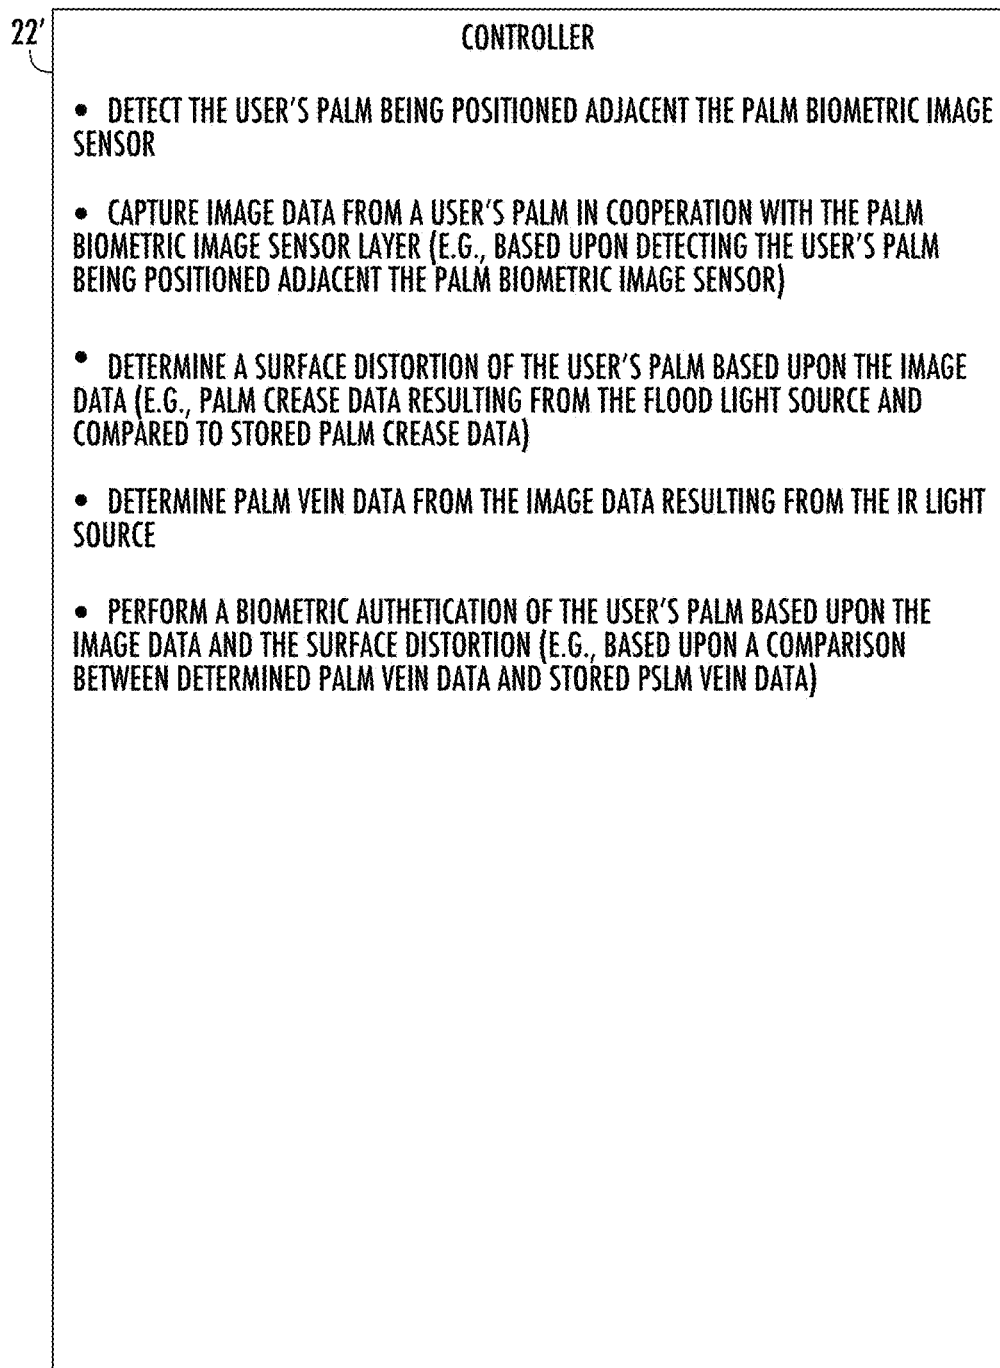 22'
CONTROLLER
• DETECT THE USER'S PALM BEING POSITIONED ADJACENT THE PALM BIOMETRIC IMAGE
SENSOR
• CAPTURE IMAGE DATA FROM A USER'S PALM IN COOPERATION WITH THE PALM
BIOMETRIC IMAGE SENSOR LAYER (E.G., BASED UPON DETECTING THE USER'S PALM
BEING POSITIONED ADJACENT THE PALM BIOMETRIC IMAGE SENSOR)
• DETERMINE A SURFACE DISTORTION OF THE USER'S PALM BASED UPON THE IMAGE
DATA (E.G., PALM CREASE DATA RESULTING FROM THE FLOOD LIGHT SOURCE AND
COMPARED TO STORED PALM CREASE DATA)
• DETERMINE PALM VEIN DATA FROM THE IMAGE DATA RESULTING FROM THE IR LIGHT
SOURCE
• PERFORM A BIOMETRIC AUTHETICATION OF THE USER'S PALM BASED UPON THE
IMAGE DATA AND THE SURFACE DISTORTION (E.G., BASED UPON A COMPARISON
BETWEEN DETERMINED PALM VEIN DATA AND STORED PSLM VEIN DATA)